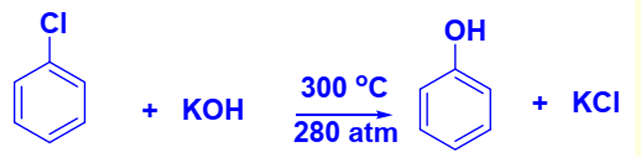 Cl
OH
300 °C
+ KOH
+ KCl
280 atm